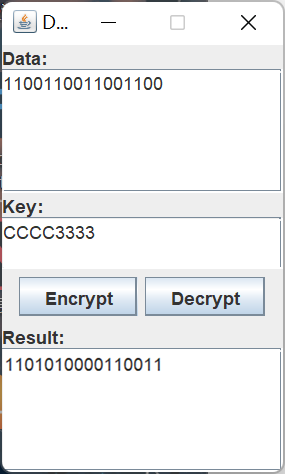 D...
Data:
1100110011001100
Key:
CCCC3333
Encrypt Decrypt
Result:
1101010000110011